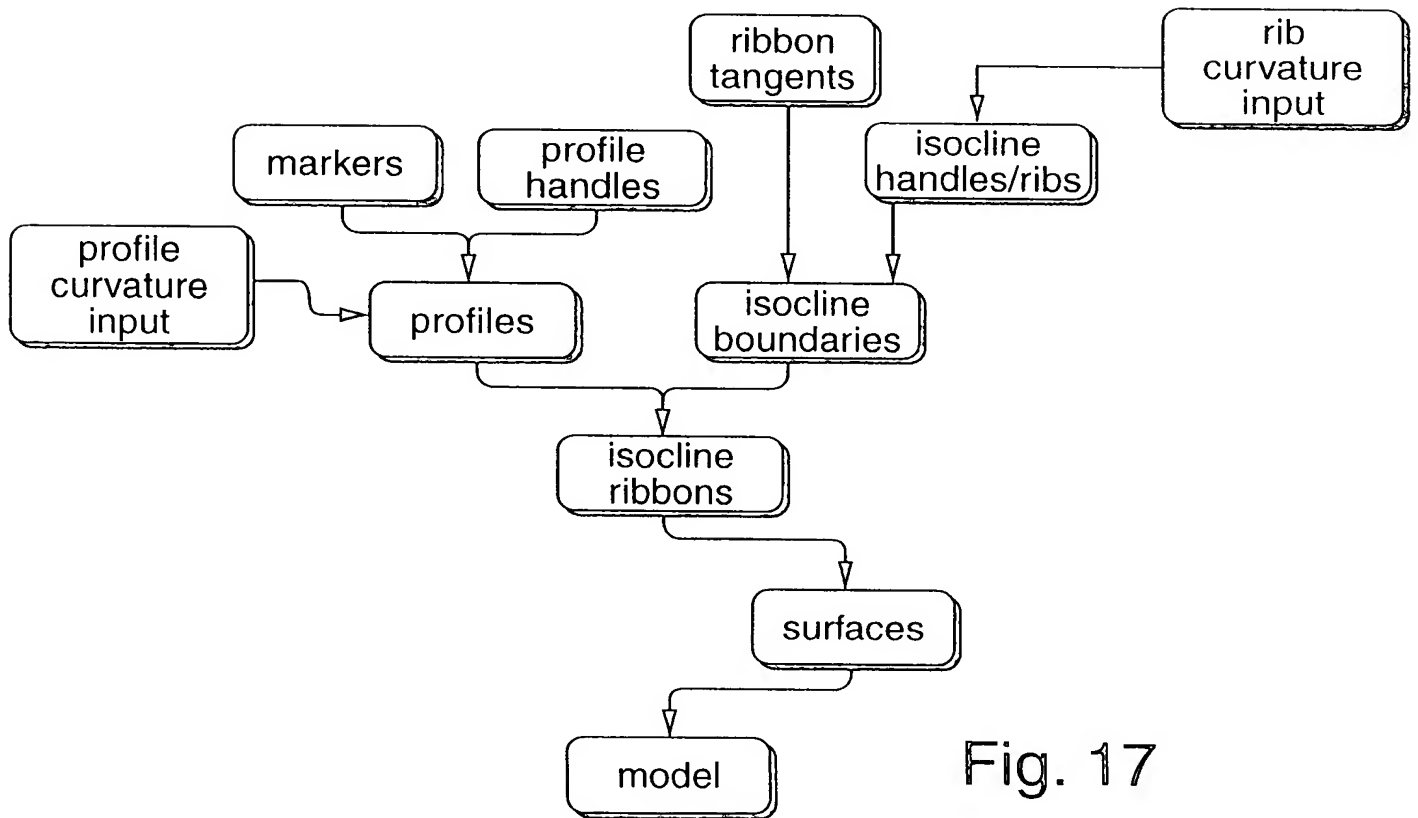 ribbon
tangents
rib
curvature
input
markers
profile
handles
isocline
handles/ribs
profile
curvature
input
profiles
isocline
boundaries
isocline
ribbons
surfaces
model
Fig. 17